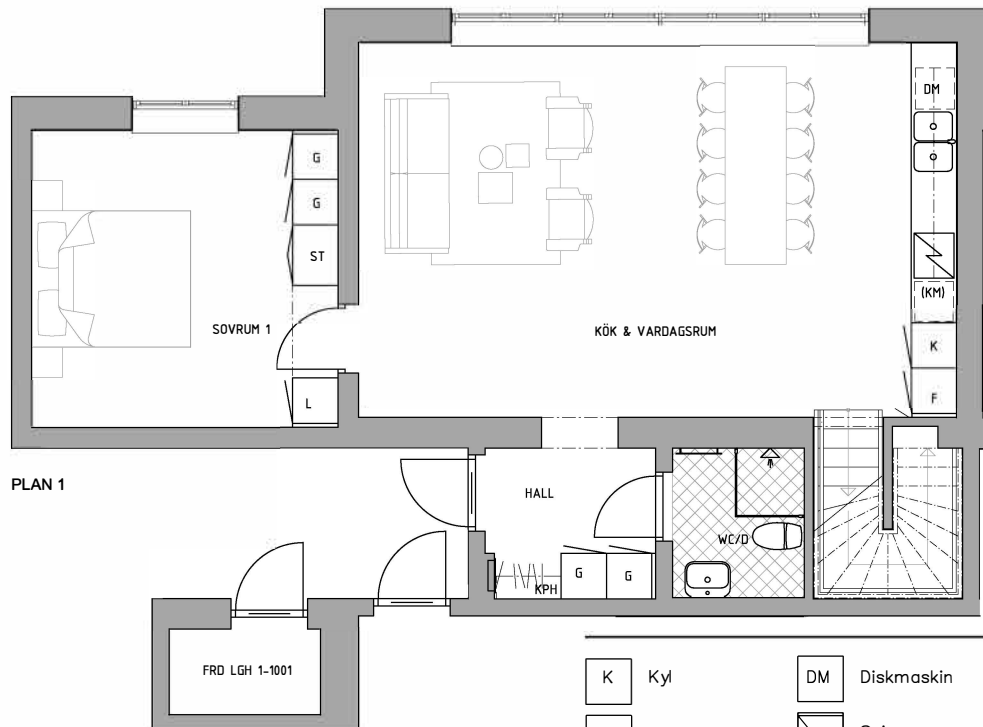 DM
G
G
ST
(KM)
SOVRUM 1
KÖK & VARDAGSRUM
K
L
F
PLAN 1
HALL
WC/D
KPH
G
G
FRD LGH 1-1001
K Kyl
DM Diskmaskin